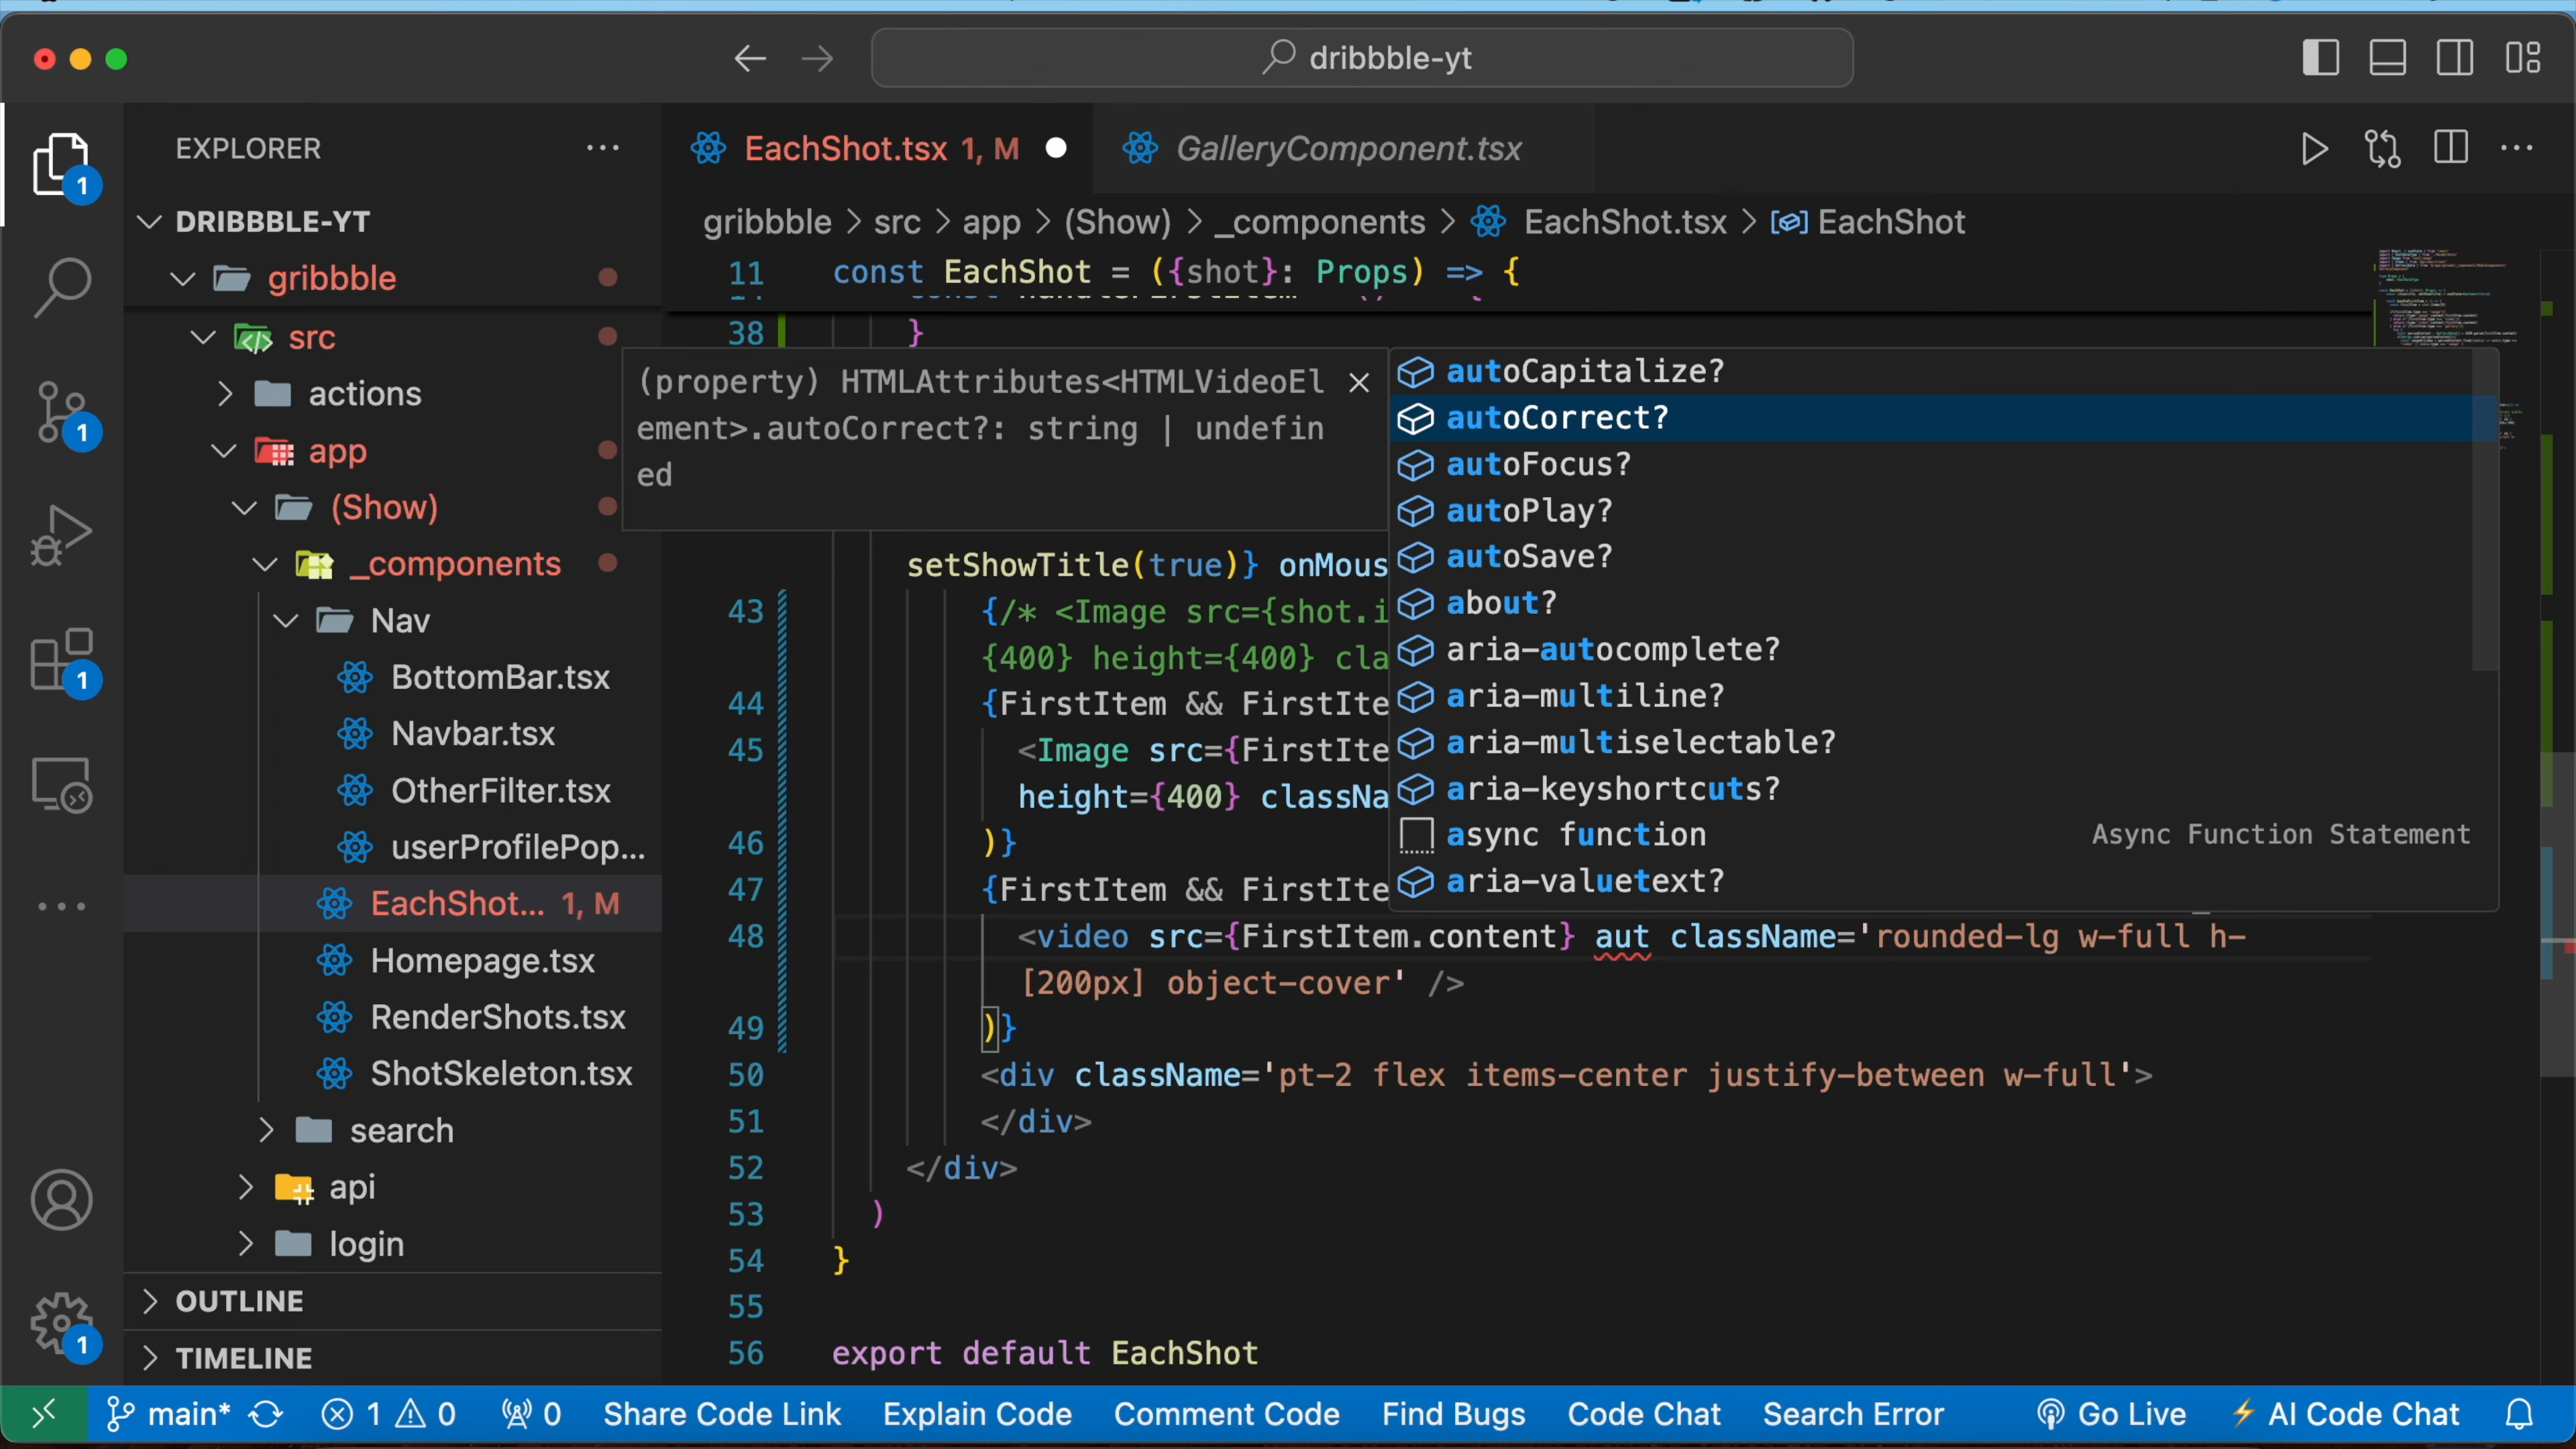 dribbble-yt
EXPLORER
EachShot.tsx 1, M
GalleryComponent.tsx
DRIBBBLE-YT
gribbble > src > app > (Show) > _components > EachShot.tsx > EachShot
gribbble
11 const EachShot = ({shot}: Props) => {
src
38 }
actions
app
(Show)
_components
Nav
BottomBar.tsx
Navbar.tsx
OtherFilter.tsx
userProfilePop...
EachShot... 1, M
Homepage.tsx
RenderShots.tsx
ShotSkeleton.tsx
search
api
login
OUTLINE
TIMELINE
(property) HTMLAttributes<HTMLVideoEl
ement>.autoCorrect?: string | undefin
ed
autoCapitalize?
autoCorrect?
autoFocus?
autoPlay?
autoSave?
about?
aria-autocomplete?
aria-multiline?
aria-multiselectable?
aria-keyshortcuts?
async function Async Function Statement
aria-valuetext?
setShowTitle(true)} onMous
43 {/* <Image src={shot.i
{400} height={400} cla
44 {FirstItem && FirstIte
45 <Image src={FirstIte
height={400} classNa
46 )}
47 {FirstItem && FirstIte
48 <video src={FirstItem.content} aut className='rounded-lg w-full h-
[200px] object-cover' />
49 )}
50 <div className='pt-2 flex items-center justify-between w-full'>
51 </div>
52 </div>
53 )
54 }
55
56 export default EachShot
1
1
1
1
main* 1 0 0 Share Code Link Explain Code Comment Code Find Bugs Code Chat Search Error Go Live AI Code Chat